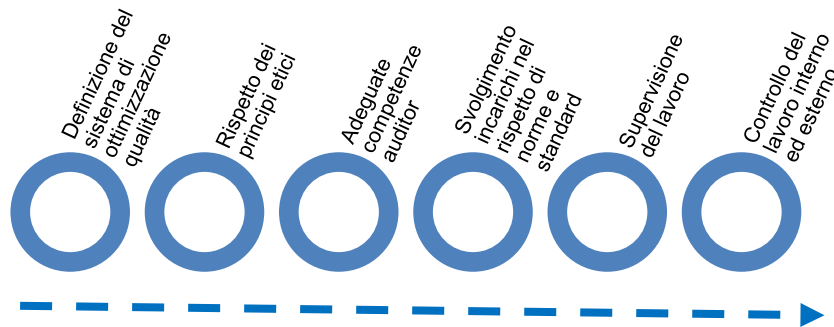 Definizione del
sistema di
ottimizzazione
qualità
Rispetto dei
principi etici
Adeguate
competenze
auditor
Svolgimento
incarichi nel
rispetto di
norme e
standard
Supervisione
del lavoro
Controllo del
lavoro interno
ed esterno